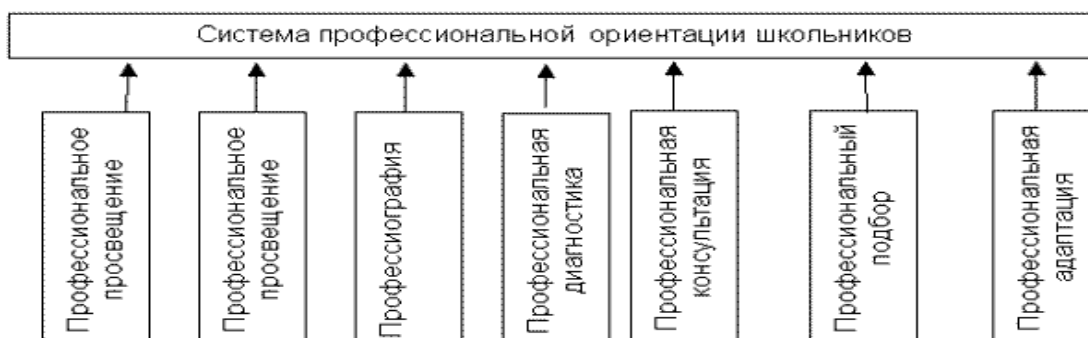 Система профессиональной ориентации школьников
Профессиональное
просвещение
Профессиональное
просвещение
Профессиография
Профессиональная
диагностика
Профессиональная
консультация
Профессиональный
подбор
Профессиональная
адаптация